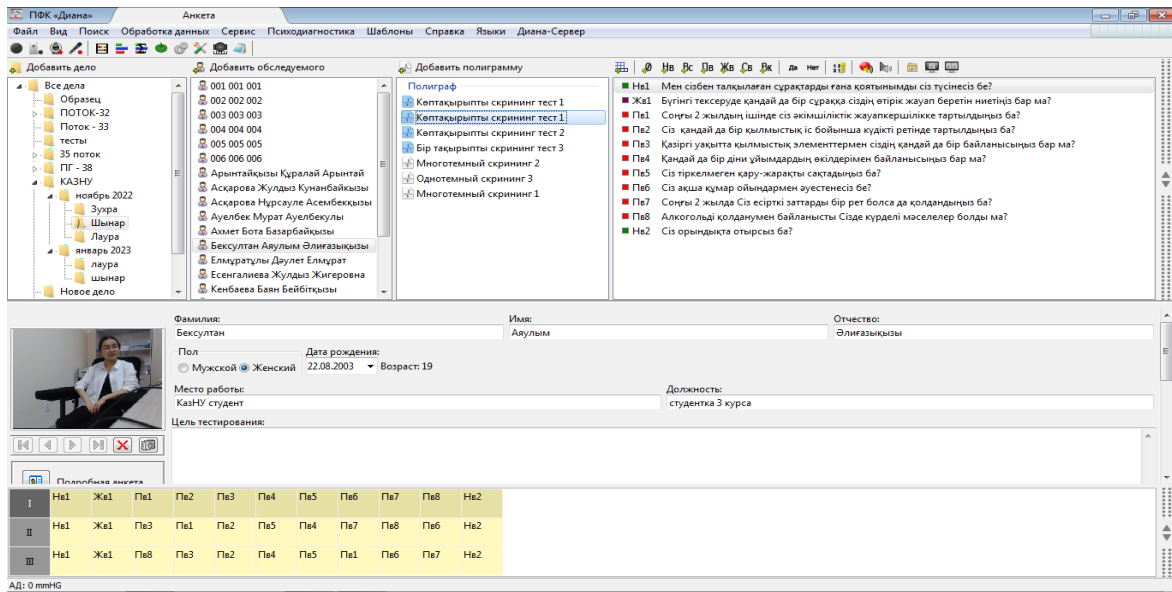 ПФК «Диана» Анкета
Файл Вид Поиск Обработка данных Сервис Психодиагностика Шаблоны Справка Языки Диана-Сервер
Добавить дело
Все дела
Образец
ПОТОК-32
Поток - 33
тесты
35 поток
ПГ - 38
КАЗНУ
ноябрь 2022
Зухра
Шынар
Лаура
январь 2023
лаура
шынар
Новое дело
Добавить обследуемого
001 001 001
002 002 002
003 003 003
004 004 004
005 005 005
006 006 006
Арынтайқызы Құралай Арынтай
Асқарова Жулдыз Кунанбайкызы
Асқарова Нұрсауле Асембекқызы
Ауелбек Мурат Ауелбекулы
Ахмет Бота Базарбайқызы
Бексултан Аяулым Әлиғазықызы
Елмұратұлы Дәулет Елмұрат
Есенгалиева Жулдыз Жигеровна
Кенбаева Баян Бейбітқызы
Добавить полиграмму
Полиграф
Көптақырыпты скрининг тест 1
Көптақырыпты скрининг тест 1
Көптақырыпты скрининг тест 2
Бір тақырыпты скрининг тест 3
Многотемный скрининг 2
Однотемный скрининг 3
Многотемный скрининг 1
Ø Нв Вс Пв Жв Св Вк Да Нет
Нв1 Мен сізбен талқылаған сұрақтарды ғана қоятынымды сіз түсінесіз бе?
Жв1 Бүгінгі тексеруде қандай да бір сұраққа сіздің өтірік жауап беретін ниетіңіз бар ма?
Пв1 Соңғы 2 жылдың ішінде сіз әкімшіліктік жауапкершілікке тартылдыңыз ба?
Пв2 Сіз қандай да бір қылмыстық іс бойынша күдікті ретінде тартылдыңыз ба?
Пв3 Қазіргі уақытта қылмыстық элементтермен сіздің қандай да бір байланысыңыз бар ма?
Пв4 Қандай да бір діни ұйымдардың өкілдерімен байланысыңыз бар ма?
Пв5 Сіз тіркелмеген қару-жарақты сақтадыңыз ба?
Пв6 Сіз ақша құмар ойындармен әуестенесіз бе?
Пв7 Соңғы 2 жылда Сіз есірткі заттарды бір рет болса да қолдандыңыз ба?
Пв8 Алкогольді қолданумен байланысты Сізде күрделі мәселелер болды ма?
Нв2 Сіз орындықта отырсыз ба?
Фамилия: Имя: Отчество:
Бексултан Аяулым Әлиғазықызы
Пол Дата рождения:
Мужской Женский 22.08.2003 Возраст: 19
Место работы: Должность:
КазНУ студент студентка 3 курса
Цель тестирования:
Подробная анкета
I Нв1 Жв1 Пв1 Пв2 Пв3 Пв4 Пв5 Пв6 Пв7 Пв8 Нв2
II Нв1 Жв1 Пв3 Пв1 Пв2 Пв5 Пв4 Пв7 Пв8 Пв6 Нв2
III Нв1 Жв1 Пв8 Пв3 Пв2 Пв4 Пв5 Пв1 Пв6 Пв7 Нв2
АД: 0 mmHG